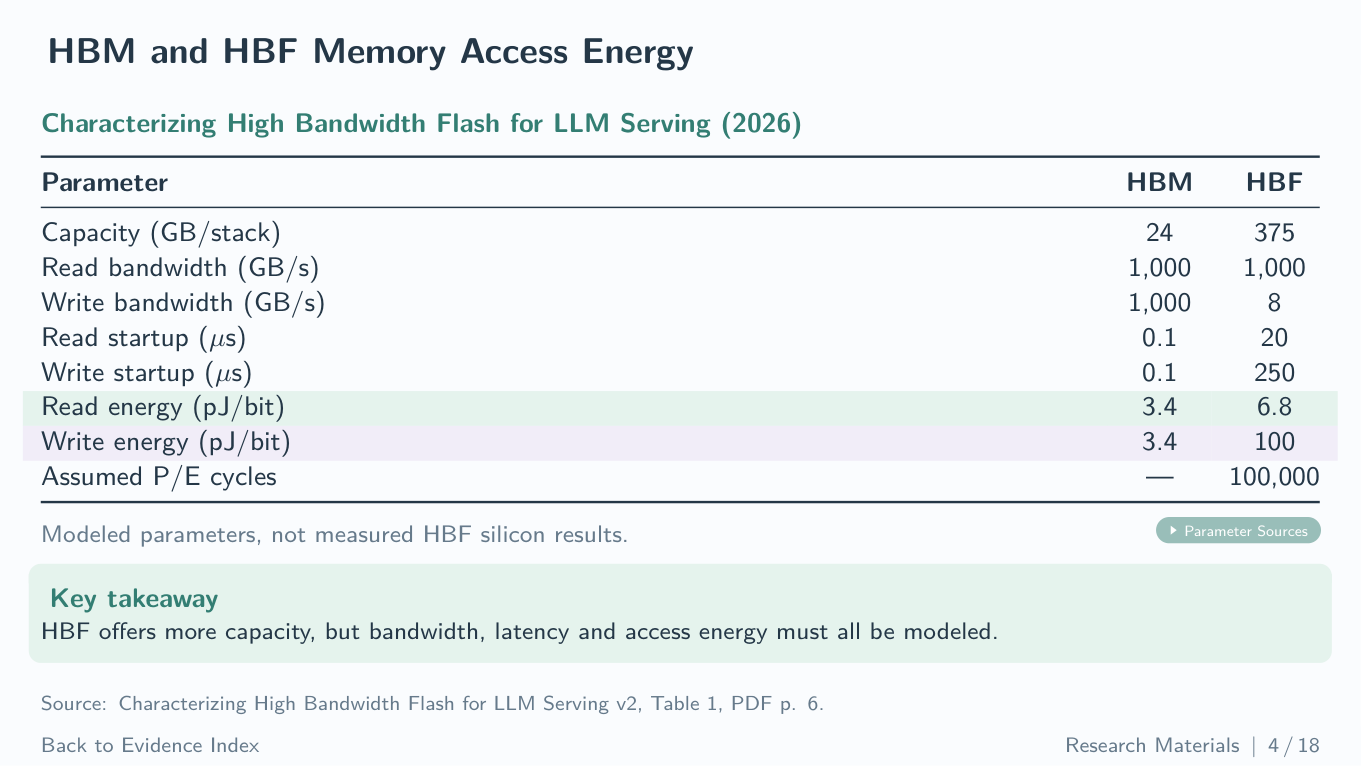 HBM and HBF Memory Access Energy
Characterizing High Bandwidth Flash for LLM Serving (2026)
Parameter HBM HBF
Capacity (GB/stack) 24 375
Read bandwidth (GB/s) 1,000 1,000
Write bandwidth (GB/s) 1,000 8
Read startup (μs) 0.1 20
Write startup (μs) 0.1 250
Read energy (pJ/bit) 3.4 6.8
Write energy (pJ/bit) 3.4 100
Assumed P/E cycles — 100,000
Modeled parameters, not measured HBF silicon results.
Parameter Sources
Key takeaway
HBF offers more capacity, but bandwidth, latency and access energy must all be modeled.
Source: Characterizing High Bandwidth Flash for LLM Serving v2, Table 1, PDF p. 6.
Back to Evidence Index Research Materials | 4 / 18